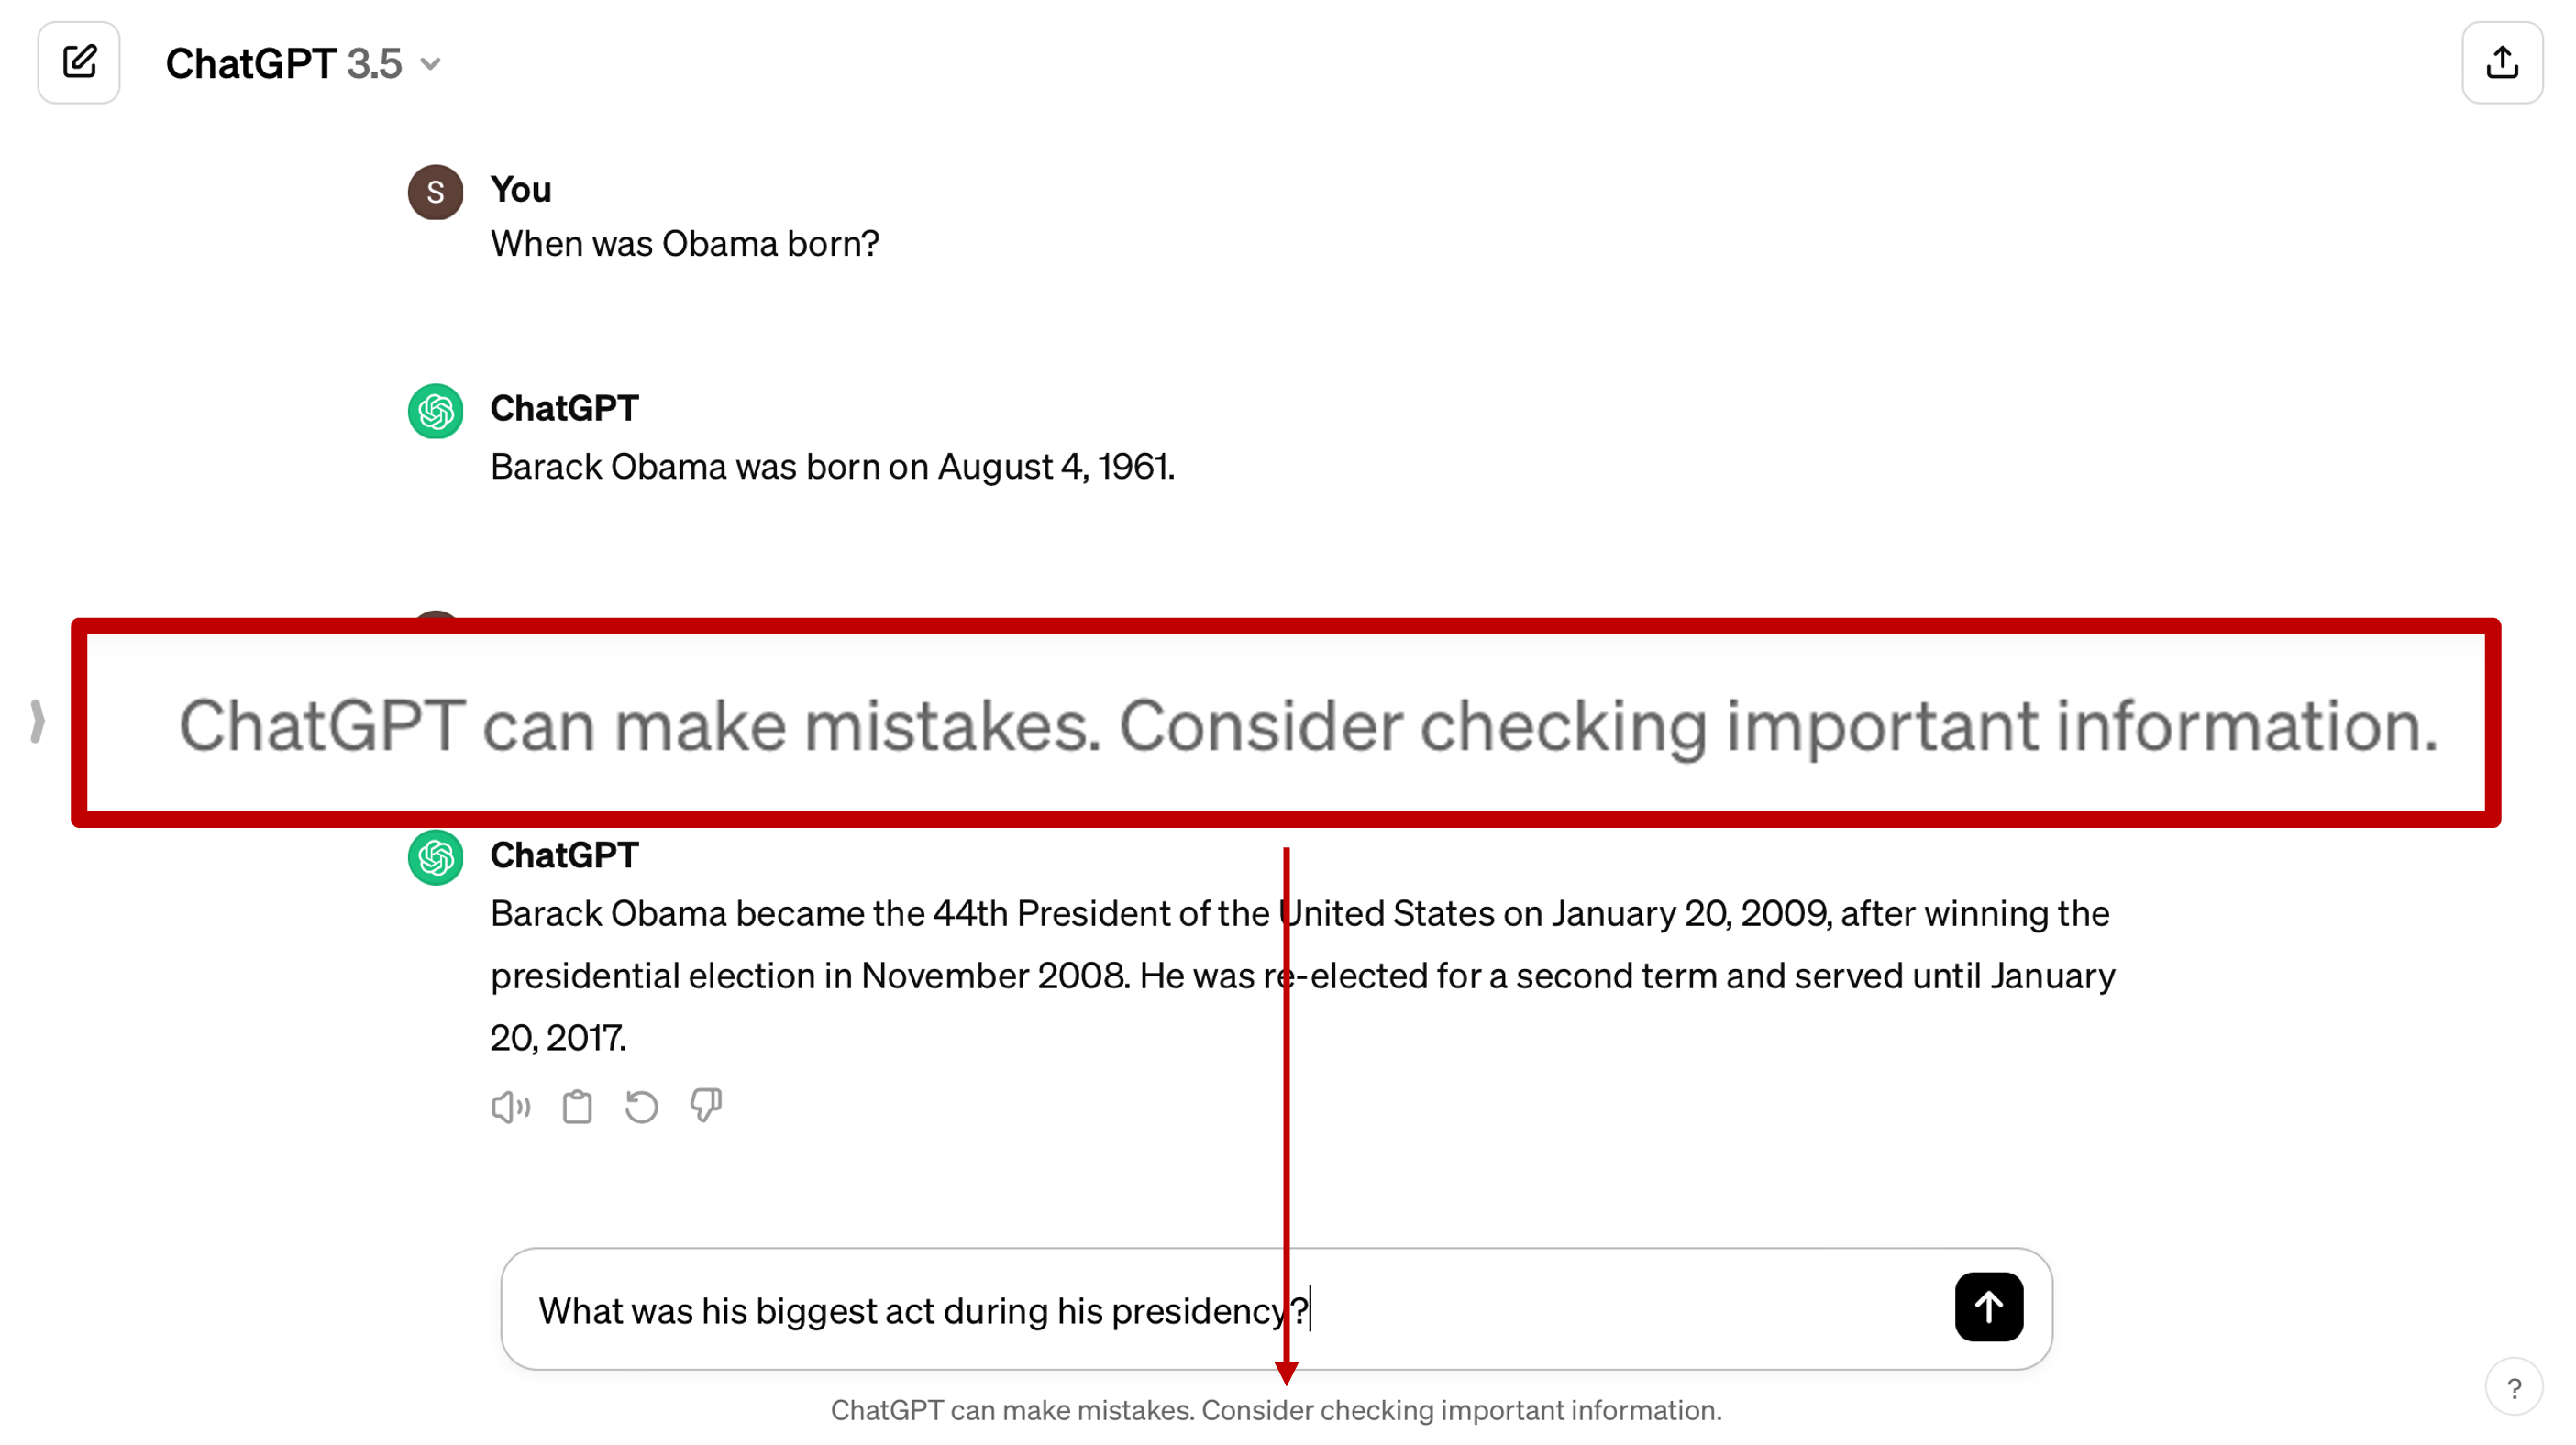 ChatGPT 3.5
S
You
When was Obama born?
ChatGPT
Barack Obama was born on August 4, 1961.
ChatGPT can make mistakes. Consider checking important information.
ChatGPT
Barack Obama became the 44th President of the United States on January 20, 2009, after winning the
presidential election in November 2008. He was re-elected for a second term and served until January
20, 2017.
What was his biggest act during his presidency?
ChatGPT can make mistakes. Consider checking important information.
?